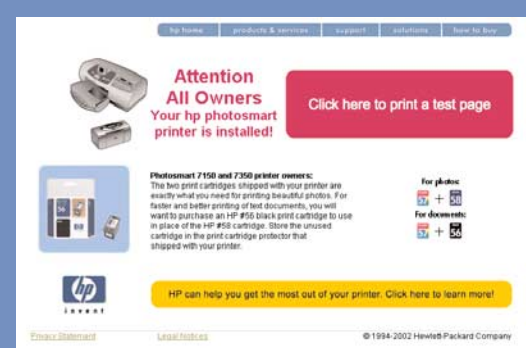 hp home products & services support solutions how to buy
Attention
All Owners
Your hp photosmart
printer is installed!
Click here to print a test page
Photosmart 7150 and 7350 printer owners:
The two print cartridges shipped with your printer are
exactly what you need for printing beautiful photos. For
faster and better printing of text documents, you will
want to purchase an HP #56 black print cartridge to use
in place of the HP #58 cartridge. Store the unused
cartridge in the print cartridge protector that
shipped with your printer.
For photos:
57 + 58
For documents:
57 + 56
56
hp
invent
HP can help you get the most out of your printer. Click here to learn more!
Privacy Statement Legal Notices © 1994-2002 Hewlett-Packard Company